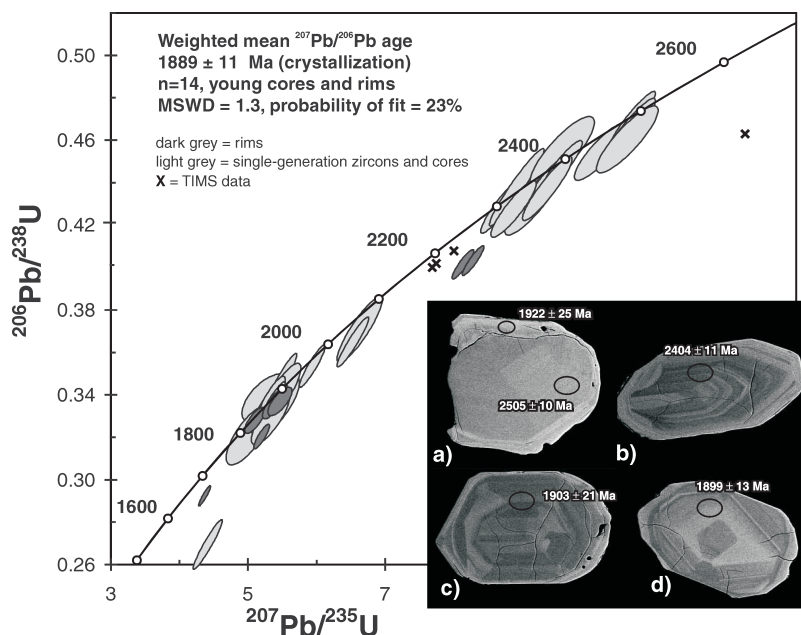 Weighted mean ²⁰⁷Pb/²⁰⁶Pb age
1889 ± 11 Ma (crystallization)
n=14, young cores and rims
MSWD = 1.3, probability of fit = 23%
dark grey = rims
light grey = single-generation zircons and cores
X = TIMS data
0.50
0.46
0.42
0.38
0.34
0.30
0.26
²⁰⁶Pb/²³⁸U
2600
2400
2200
2000
1800
1600
1922 ± 25 Ma
2505 ± 10 Ma
a)
2404 ± 11 Ma
b)
1903 ± 21 Ma
c)
1899 ± 13 Ma
d)
3
5
7
²⁰⁷Pb/²³⁵U